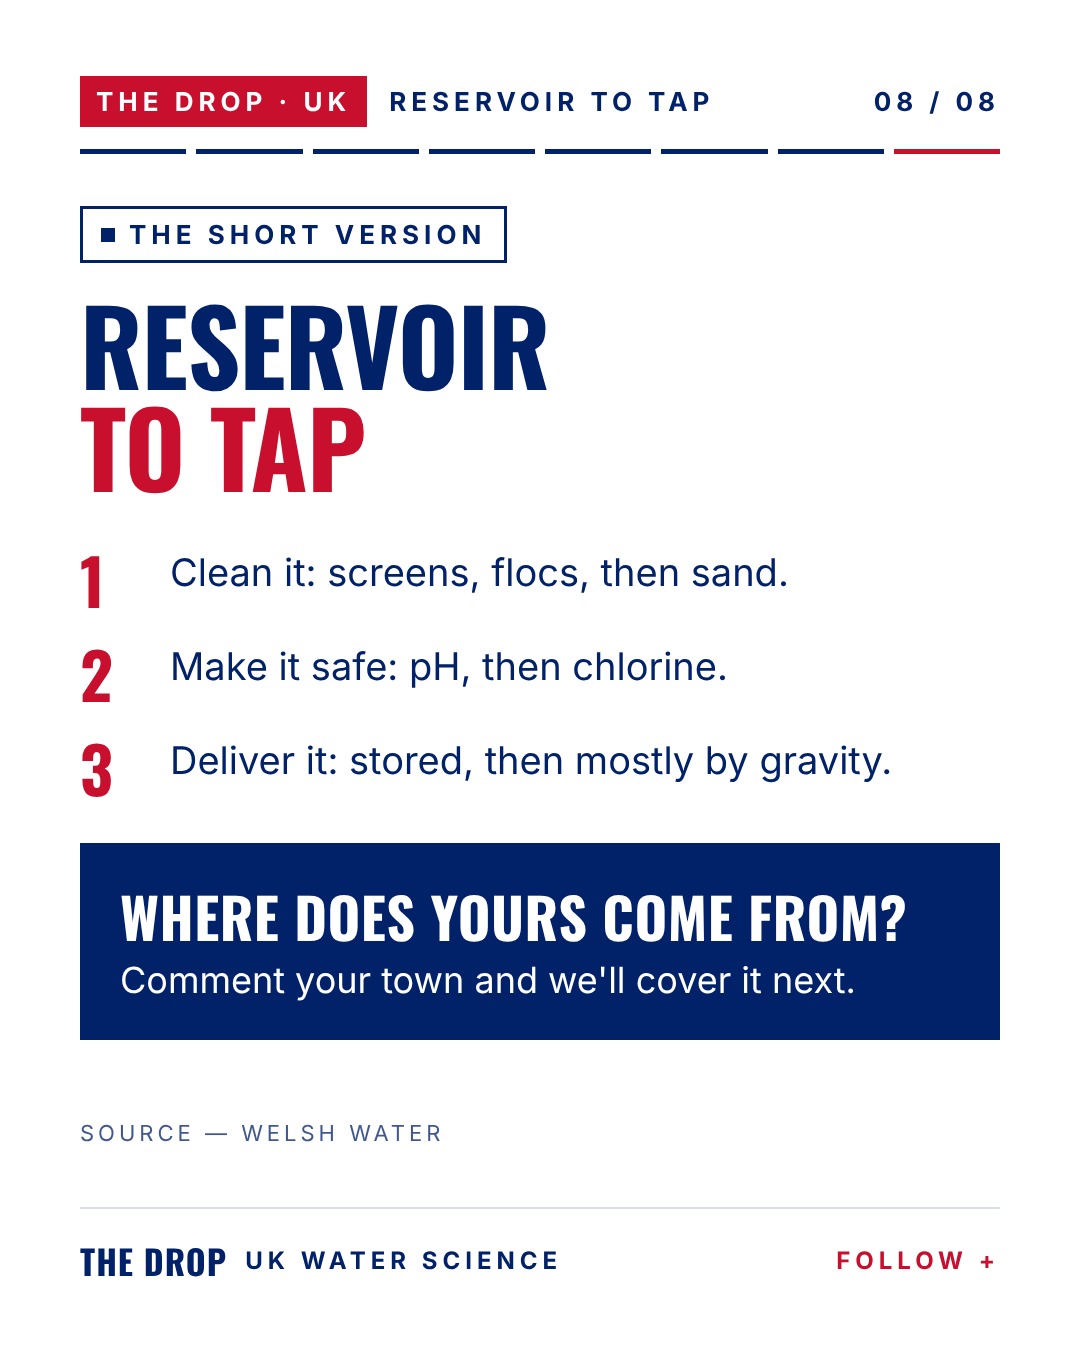 THE DROP · UK RESERVOIR TO TAP 08 / 08
THE SHORT VERSION
RESERVOIR
TO TAP
1 Clean it: screens, flocs, then sand.
2 Make it safe: pH, then chlorine.
3 Deliver it: stored, then mostly by gravity.
WHERE DOES YOURS COME FROM?
Comment your town and we'll cover it next.
SOURCE — WELSH WATER
THE DROP UK WATER SCIENCE FOLLOW +